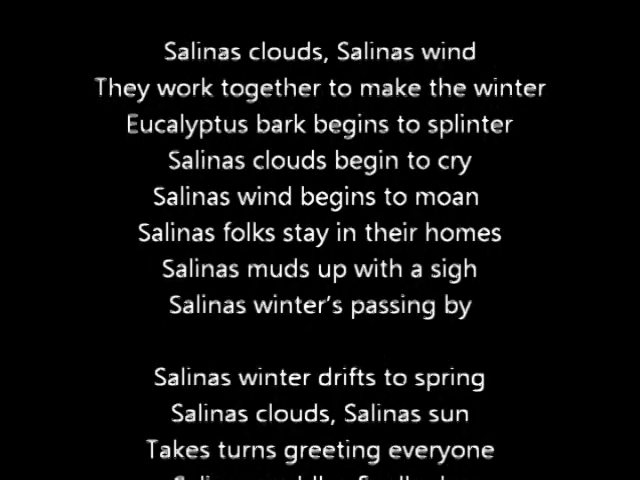 Salinas clouds, Salinas wind
They work together to make the winter
Eucalyptus bark begins to splinter
Salinas clouds begin to cry
Salinas wind begins to moan
Salinas folks stay in their homes
Salinas muds up with a sigh
Salinas winter's passing by
Salinas winter drifts to spring
Salinas clouds, Salinas sun
Takes turns greeting everyone